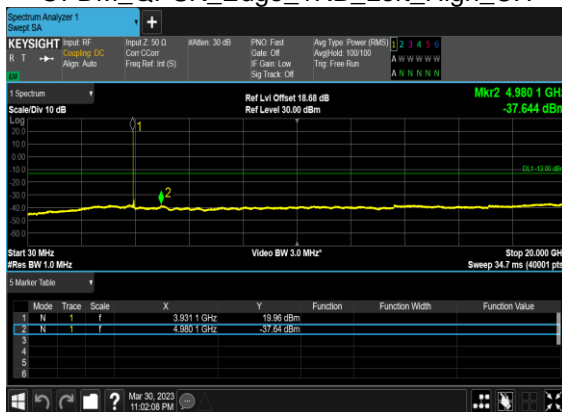 Spectrum Analyzer 1
Swept SA
+
KEYSIGHT Input: RF Input Z: 50 Ω #Atten: 30 dB PNO: Fast Avg Type: Power (RMS) 1 2 3 4 5 6
R T Coupling: DC Corr CCorr Gate: Off Avg|Hold: 100/100 A W W W W W
Align: Auto Freq Ref: Int (S) IF Gain: Low Trig: Free Run
Sig Track: Off A N N N N N
LU
1 Spectrum Ref Lvl Offset 18.68 dB Mkr2 4.980 1 GHz
Scale/Div 10 dB Ref Level 30.00 dBm -37.644 dBm
Log
20.0
10.0
0.00
-10.0
-20.0
-30.0
-40.0
-50.0
-60.0
1
2
DL1 -13.00 dBm
Start 30 MHz Video BW 3.0 MHz* Stop 20.000 GHz
#Res BW 1.0 MHz Sweep 34.7 ms (40001 pts)
5 Marker Table
Mode Trace Scale X Y Function Function Width Function Value
1 N 1 f 3.931 1 GHz 19.96 dBm
2 N 1 f 4.980 1 GHz -37.64 dBm
3
4
5
6
? Mar 30, 2023
11:02:08 PM